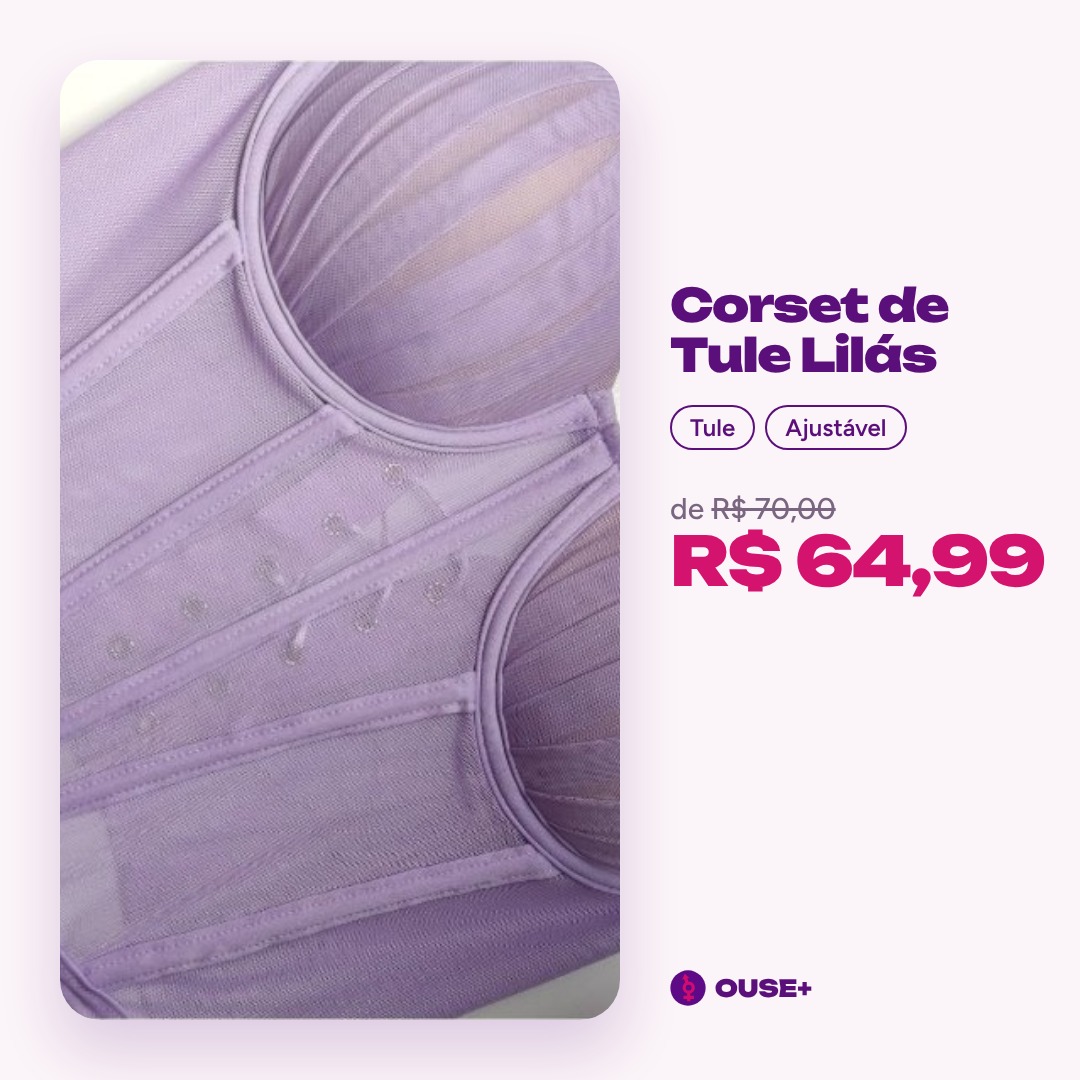 Corset de
Tule Lilás
Tule Ajustável
de R$ 70,00
R$ 64,99
OUSE+